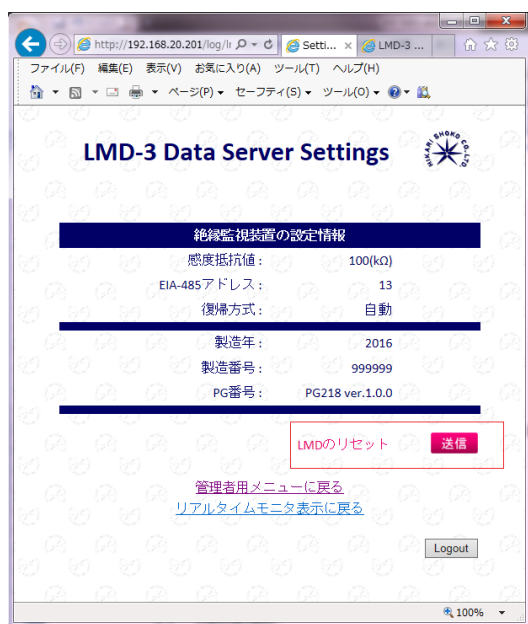 http://192.168.20.201/log/lr
Setti...
LMD-3 ...
ファイル(F) 編集(E) 表示(V) お気に入り(A) ツール(T) ヘルプ(H)
ページ(P) セーフティ(S) ツール(O)
LMD-3 Data Server Settings
HIKARI SHOKO CO.,LTD
絶縁監視装置の設定情報
感度抵抗値： 100(kΩ)
EIA-485アドレス： 13
復帰方式： 自動
製造年： 2016
製造番号： 999999
PG番号： PG218 ver.1.0.0
LMDのリセット 送信
管理者用メニューに戻る
リアルタイムモニタ表示に戻る
Logout
100%